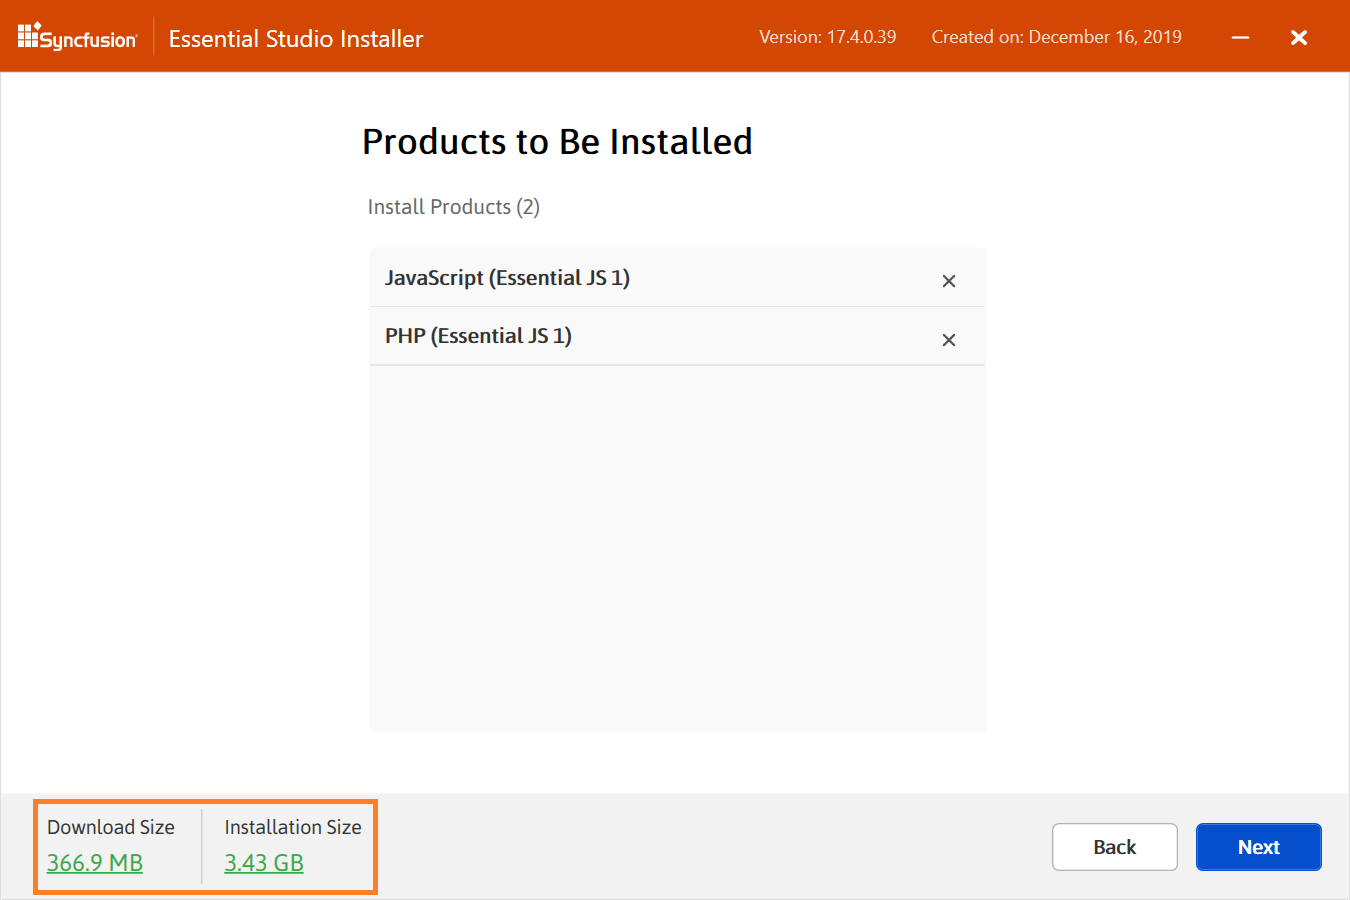 Syncfusion Essential Studio Installer Version: 17.4.0.39 Created on: December 16, 2019
Products to Be Installed
Install Products (2)
JavaScript (Essential JS 1)
PHP (Essential JS 1)
Download Size Installation Size
366.9 MB 3.43 GB
Back Next